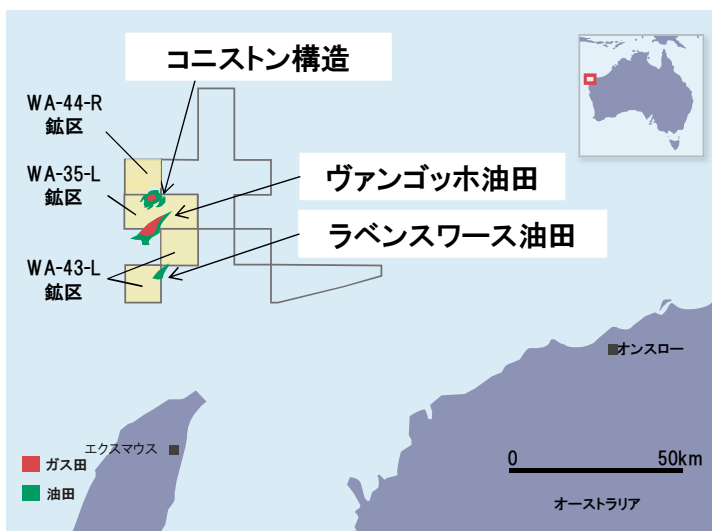 コニストン構造
WA-44-R
鉱区
WA-35-L
鉱区
ヴァンゴッホ油田
ラベンスワース油田
WA-43-L
鉱区
オンスロー
エクスマウス
ガス田
油田
0 50km
オーストラリア